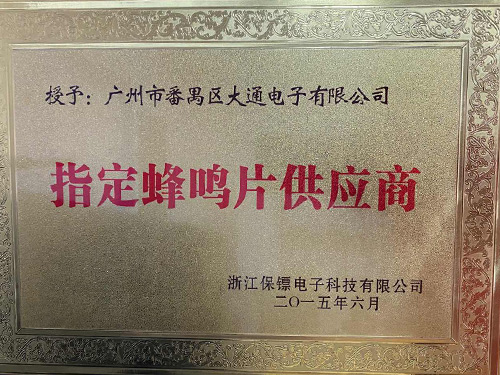 授予：广州市番禺区大通电子有限公司
指定蜂鸣片供应商
浙江保镖电子科技有限公司
二〇一五年六月